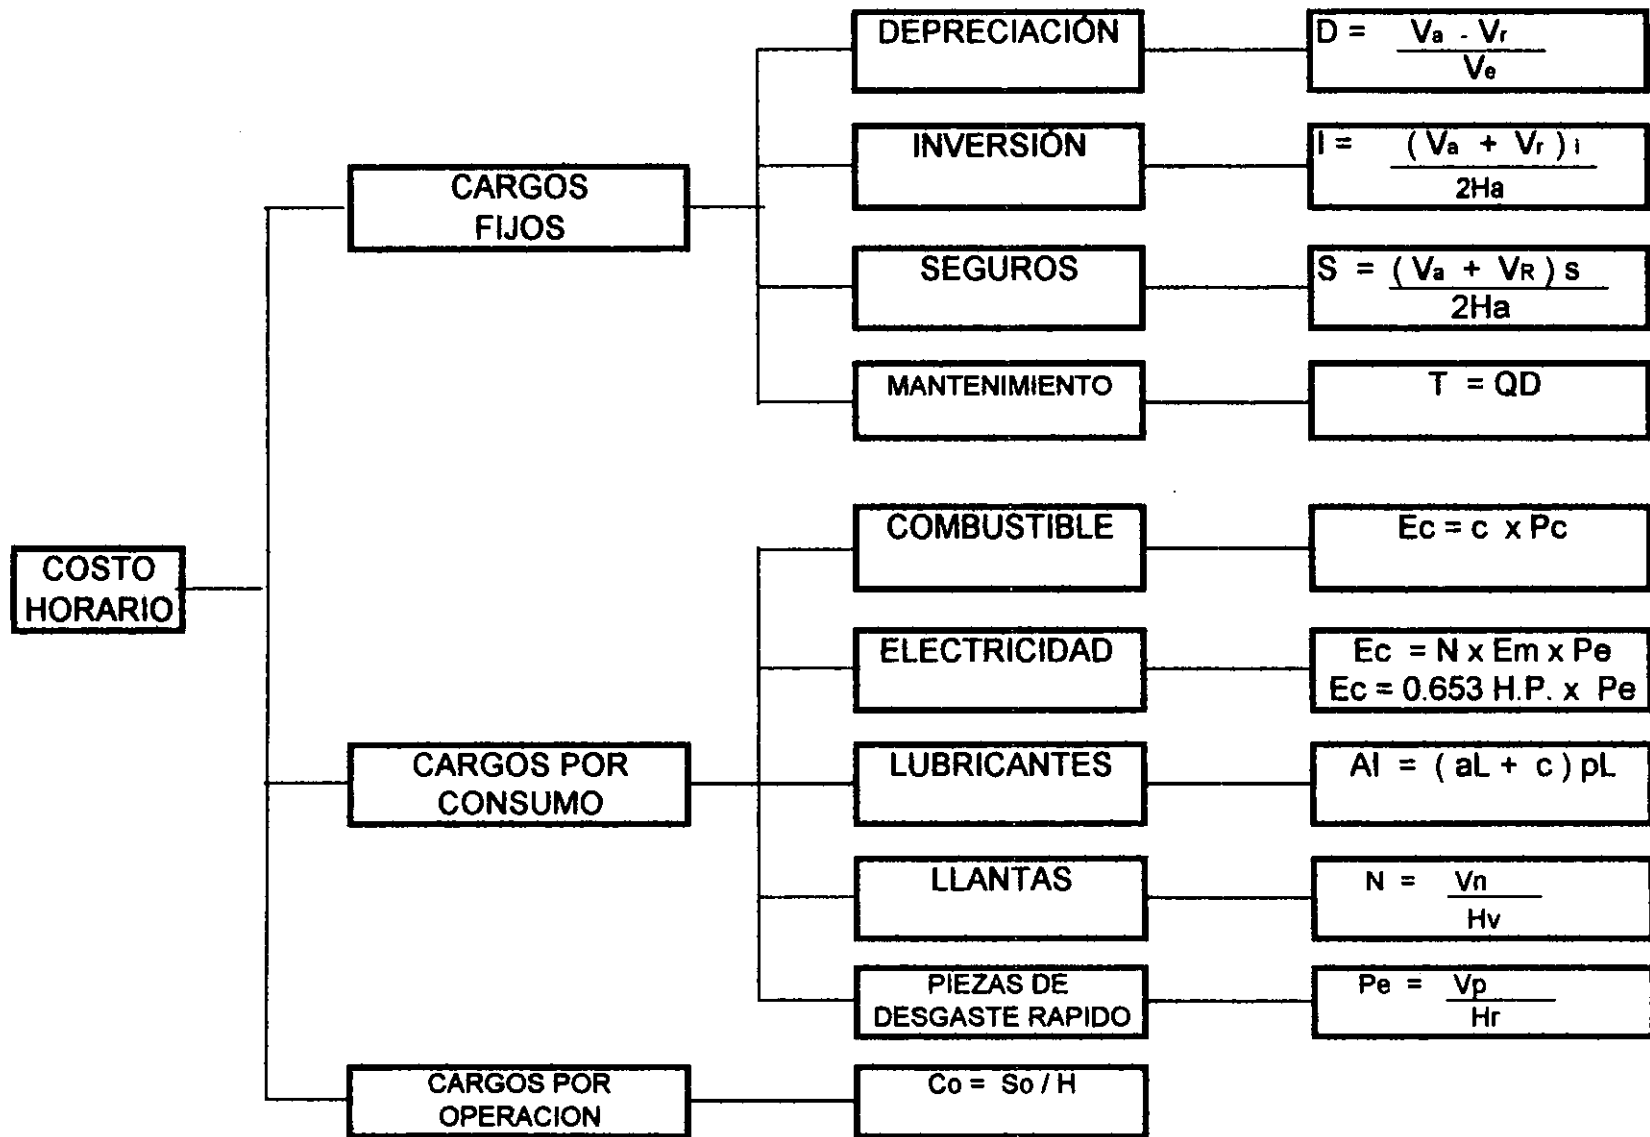 DEPRECIACIÓN
D = Va - Vr
Ve
INVERSIÓN
I = ( Va + Vr ) i
2Ha
CARGOS
FIJOS
SEGUROS
S = ( Va + VR ) s
2Ha
MANTENIMIENTO
T = QD
COSTO
HORARIO
COMBUSTIBLE
Ec = c x Pc
ELECTRICIDAD
Ec = N x Em x Pe
Ec = 0.653 H.P. x Pe
CARGOS POR
CONSUMO
LUBRICANTES
Al = ( aL + c ) pL
LLANTAS
N = Vn
Hv
PIEZAS DE
DESGASTE RAPIDO
Pe = Vp
Hr
CARGOS POR
OPERACION
Co = So / H